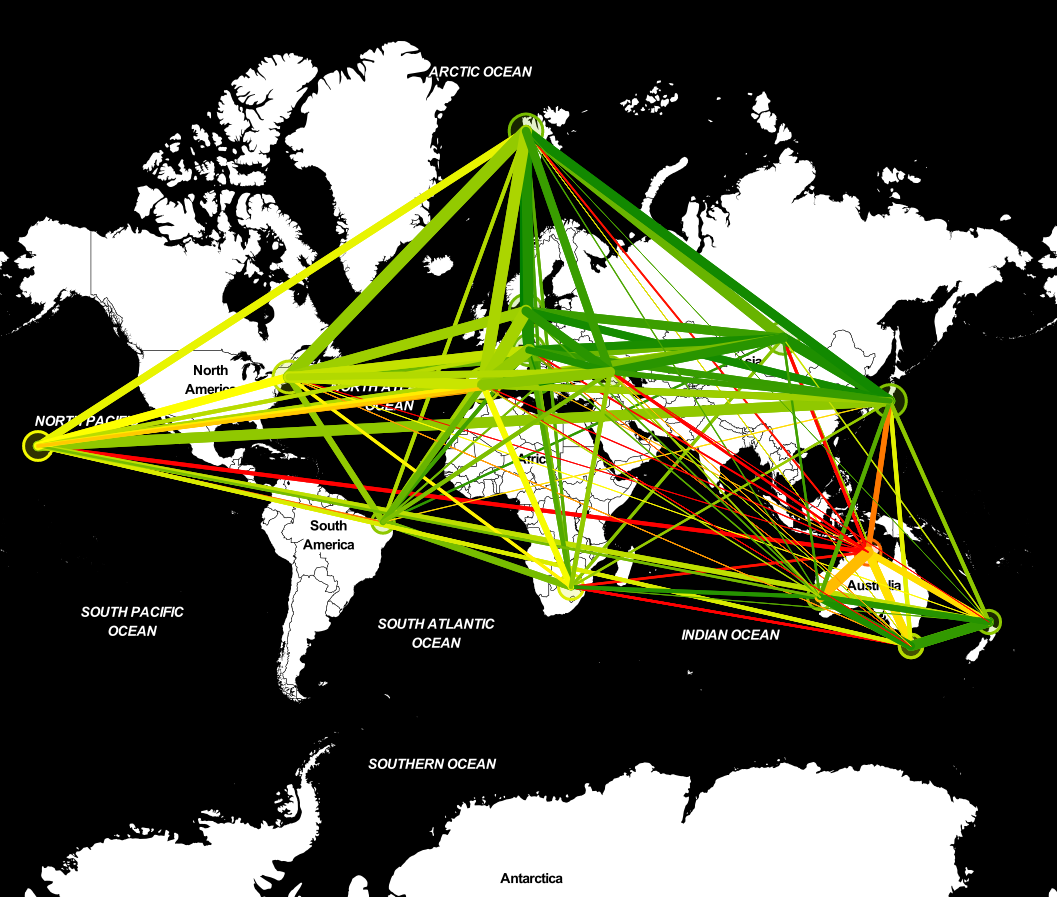 ARCTIC OCEAN
North
America
NORTH PACIFIC
NORTH ATL
OCEAN
Asia
Africa
South
America
Australia
SOUTH PACIFIC
OCEAN
SOUTH ATLANTIC
OCEAN
INDIAN OCEAN
SOUTHERN OCEAN
Antarctica